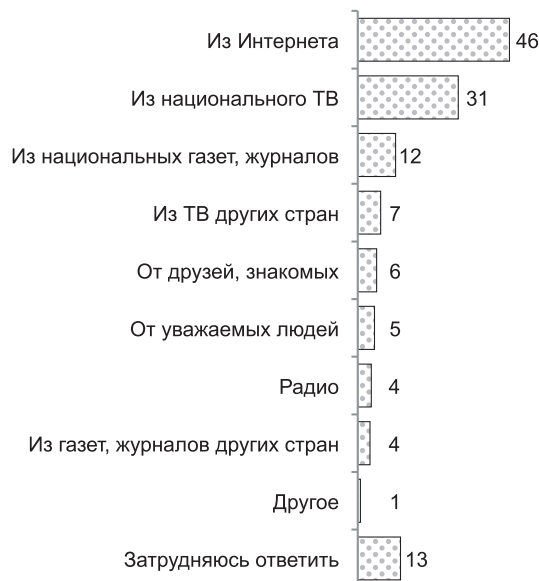 Из Интернета 46
Из национального ТВ 31
Из национальных газет, журналов 12
Из ТВ других стран 7
От друзей, знакомых 6
От уважаемых людей 5
Радио 4
Из газет, журналов других стран 4
Другое 1
Затрудняюсь ответить 13